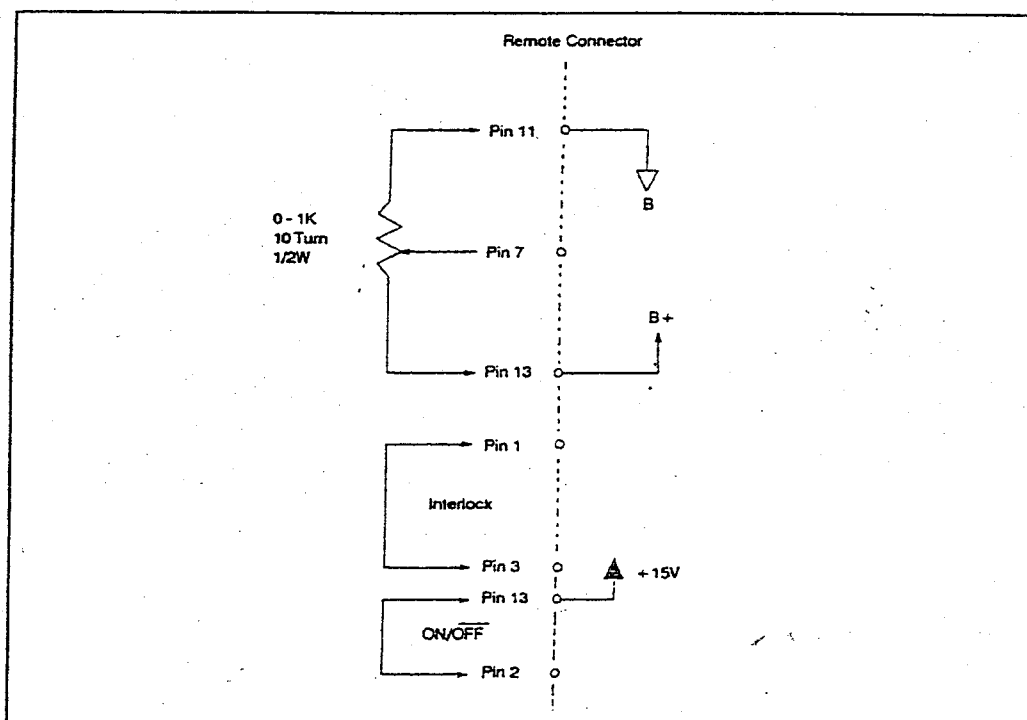 Remote Connector
Pin 11
B
0 - 1K
10 Turn
1/2W
Pin 7
B+
Pin 13
Pin 1
Interlock
Pin 3
+15V
Pin 13
ON/OFF
Pin 2